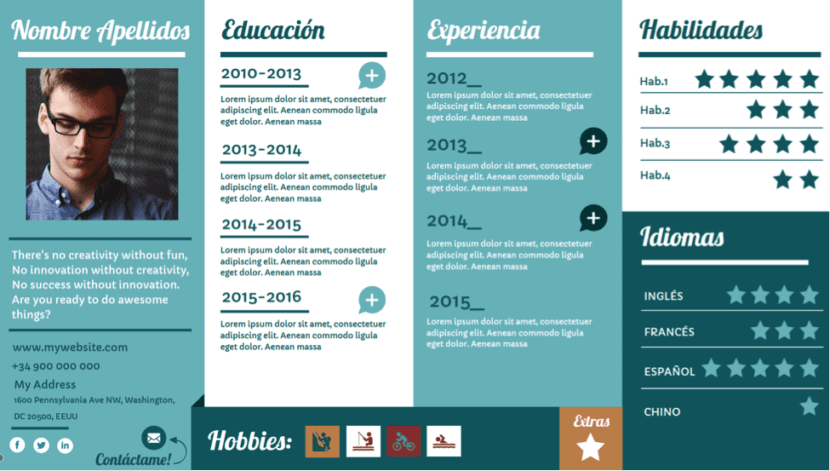 Nombre Apellidos
There's no creativity without fun,
No innovation without creativity,
No success without innovation.
Are you ready to do awesome
things?
www.mywebsite.com
+34 900 000 000
My Address
1600 Pennsylvania Ave NW, Washington,
DC 20500, EEUU
Contáctame!
Educación
2010-2013
Lorem ipsum dolor sit amet, consectetuer
adipiscing elit. Aenean commodo ligula
eget dolor. Aenean massa
2013-2014
Lorem ipsum dolor sit amet, consectetuer
adipiscing elit. Aenean commodo ligula
eget dolor. Aenean massa
2014-2015
Lorem ipsum dolor sit amet, consectetuer
adipiscing elit. Aenean commodo ligula
eget dolor. Aenean massa
2015-2016
Lorem ipsum dolor sit amet, consectetuer
adipiscing elit. Aenean commodo ligula
eget dolor. Aenean massa
Experiencia
2012_
Lorem ipsum dolor sit amet, consectetuer
adipiscing elit. Aenean commodo ligula
eget dolor. Aenean massa
2013_
Lorem ipsum dolor sit amet, consectetuer
adipiscing elit. Aenean commodo ligula
eget dolor. Aenean massa
2014_
Lorem ipsum dolor sit amet, consectetuer
adipiscing elit. Aenean commodo ligula
eget dolor. Aenean massa
2015_
Lorem ipsum dolor sit amet, consectetuer
adipiscing elit. Aenean commodo ligula
eget dolor. Aenean massa
Habilidades
Hab.1
Hab.2
Hab.3
Hab.4
Idiomas
INGLÉS
FRANCÉS
ESPAÑOL
CHINO
Hobbies:
Extras